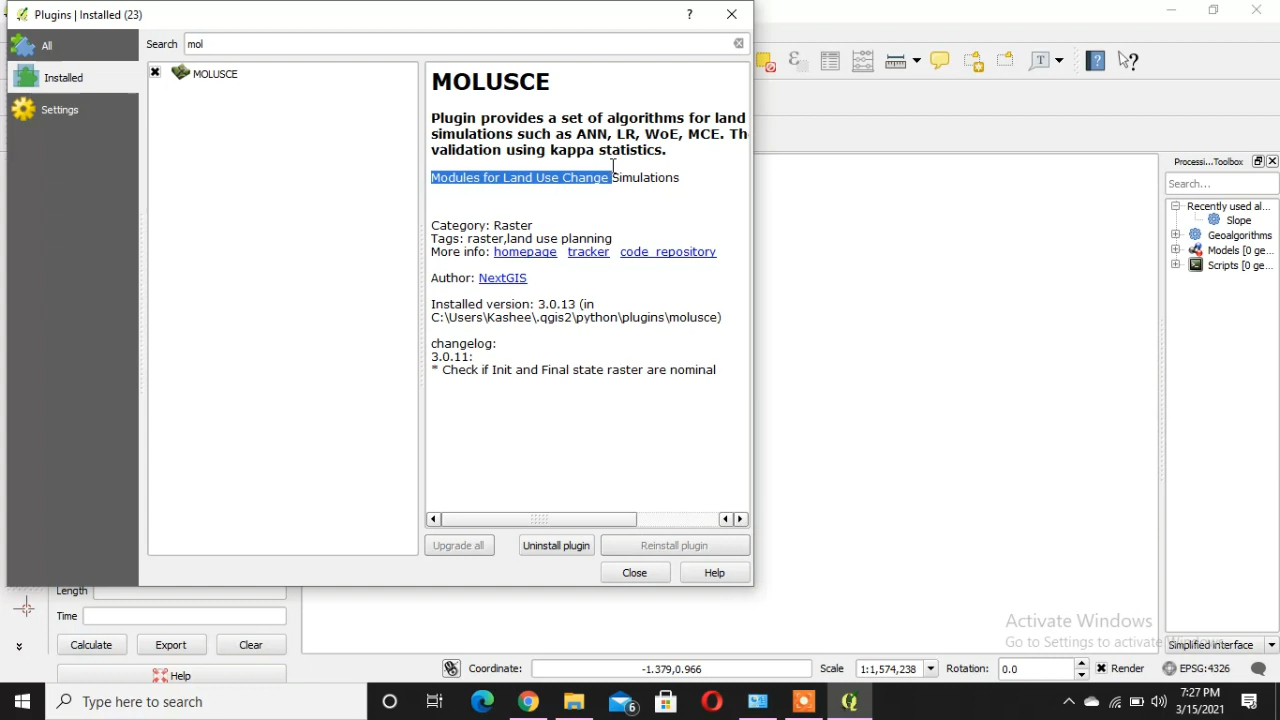 Plugins | Installed (23)
?
All
Installed
Settings
Search
mol
MOLUSCE
MOLUSCE
Plugin provides a set of algorithms for land
simulations such as ANN, LR, WoE, MCE. Th
validation using kappa statistics.
Modules for Land Use Change Simulations
Category: Raster
Tags: raster,land use planning
More info: homepage tracker code repository
Author: NextGIS
Installed version: 3.0.13 (in
C:\Users\Kashee\.qgis2\python\plugins\molusce)
changelog:
3.0.11:
* Check if Init and Final state raster are nominal
Upgrade all
Uninstall plugin
Reinstall plugin
Close
Help
Processi...Toolbox
Search...
Recently used al...
Slope
Geoalgorithms
Models [0 ge...
Scripts [0 ge...
Length
Time
Calculate
Export
Clear
Help
Activate Windows
Go to Settings to activate Windows.
Simplified interface
Coordinate:
-1.379,0.966
Scale
1:1,574,238
Rotation:
0.0
Render
EPSG:4326
Type here to search
6
7:27 PM
3/15/2021